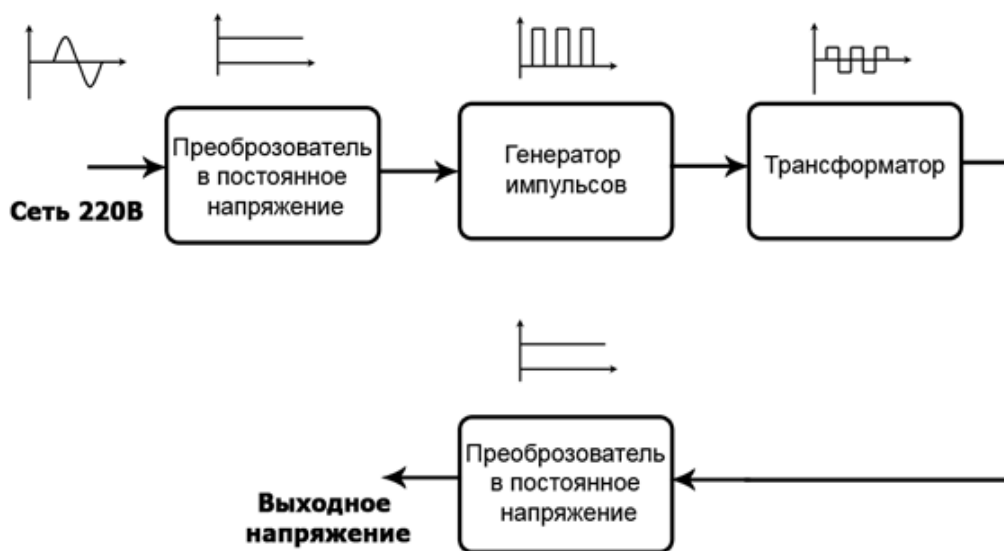 Преоброзователь
в постоянное
напряжение
Генератор
импульсов
Трансформатор
Сеть 220В
Преоброзователь
в постоянное
напряжение
Выходное
напряжение